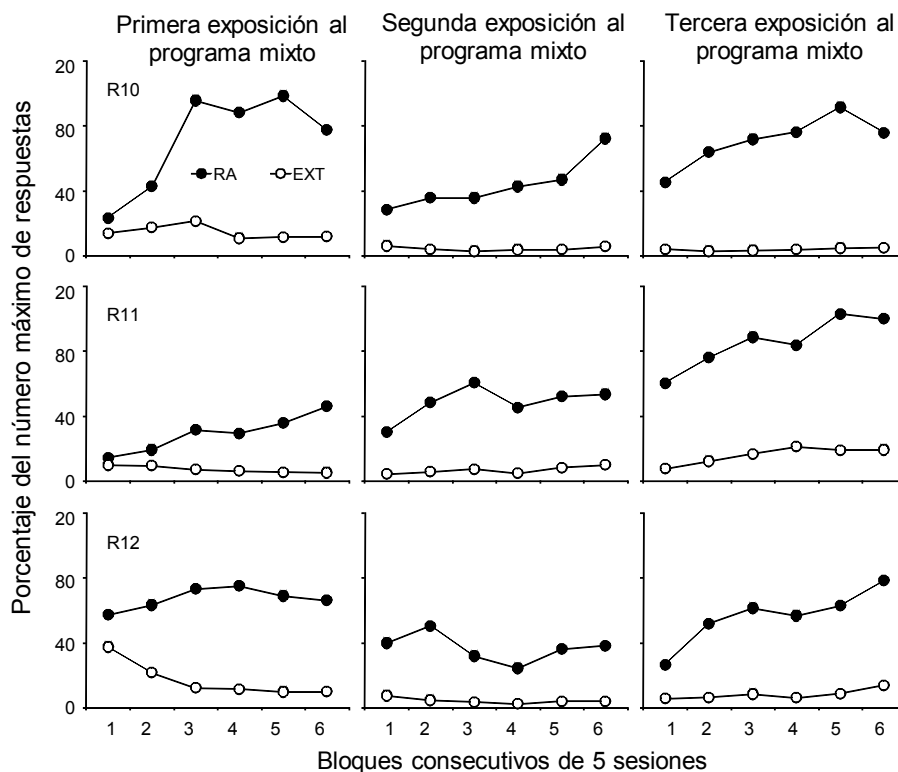 Primera exposición al
programa mixto
Segunda exposición al
programa mixto
Tercera exposición al
programa mixto
Porcentaje del número máximo de respuestas
20
R10
80
RA
EXT
40
0
20
R11
80
40
0
20
R12
80
40
0
1 2 3 4 5 6
1 2 3 4 5 6
1 2 3 4 5 6
Bloques consecutivos de 5 sesiones